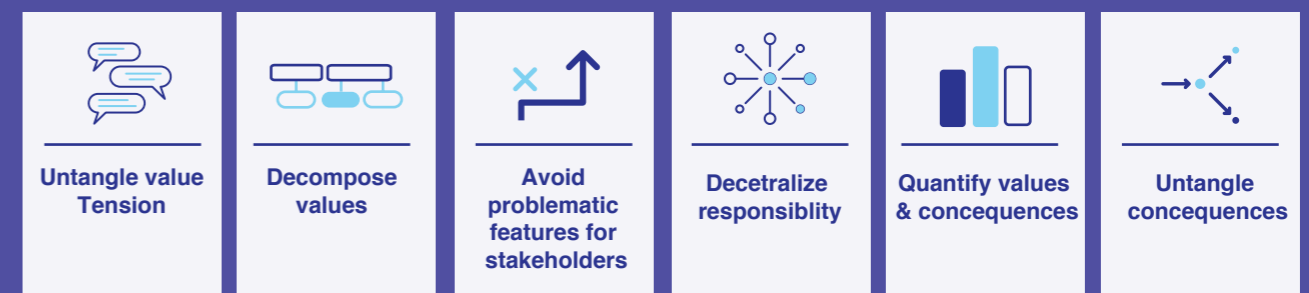 Untangle value
Tension
Decompose
values
Avoid
problematic
features for
stakeholders
Decetralize
responsiblity
Quantify values
& concequences
Untangle
concequences